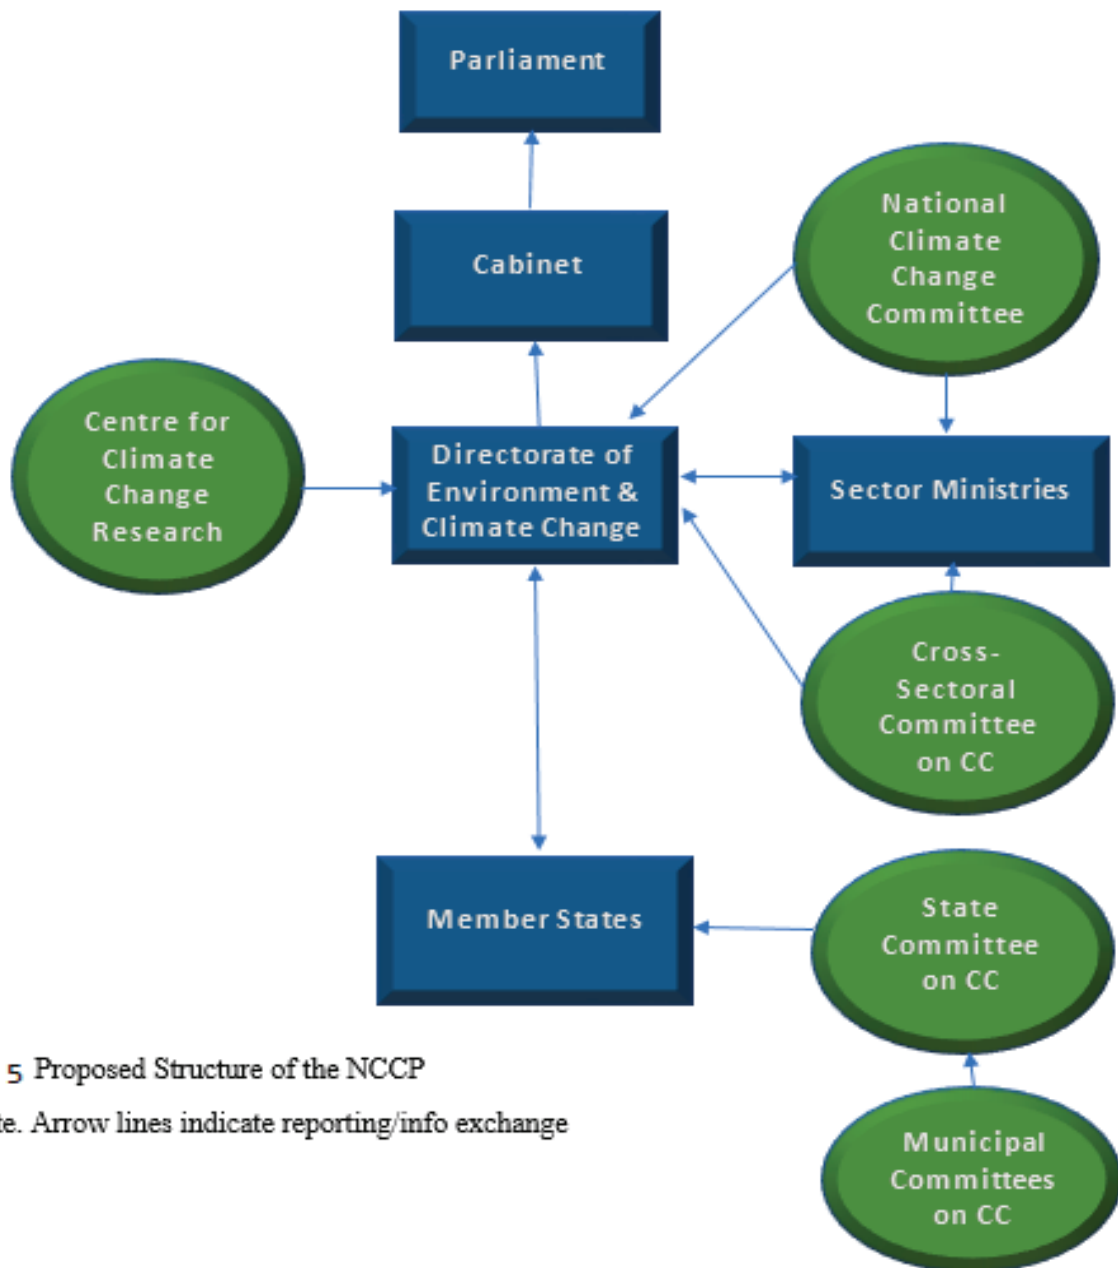 Parliament
National
Climate
Change
Committee
Cabinet
Centre for
Climate
Change
Research
Directorate of
Environment &
Climate Change
Sector Ministries
Cross-
Sectoral
Committee
on CC
Member States
State
Committee
on CC
5 Proposed Structure of the NCCP
te. Arrow lines indicate reporting/info exchange
Municipal
Committees
on CC